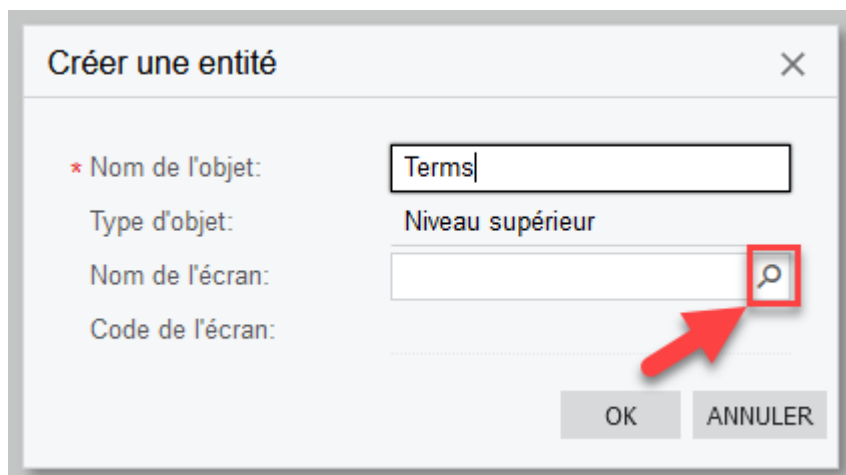 Créer une entité
* Nom de l'objet: Terms
Type d'objet: Niveau supérieur
Nom de l'écran:
Code de l'écran:
OK ANNULER